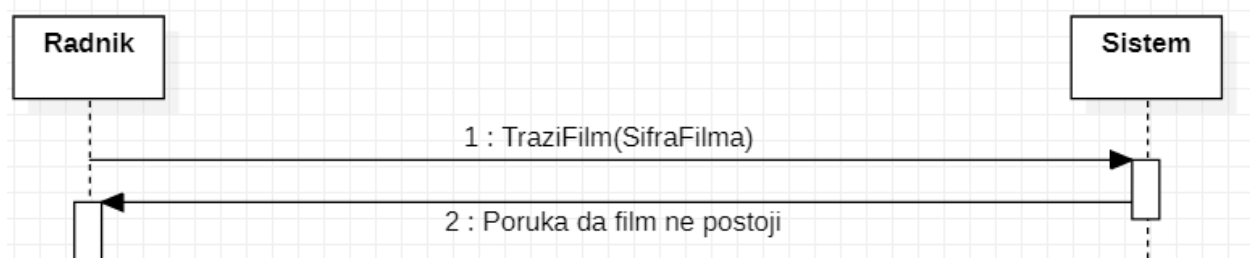 Radnik
Sistem
1 : TraziFilm(SifraFilma)
2 : Poruka da film ne postoji